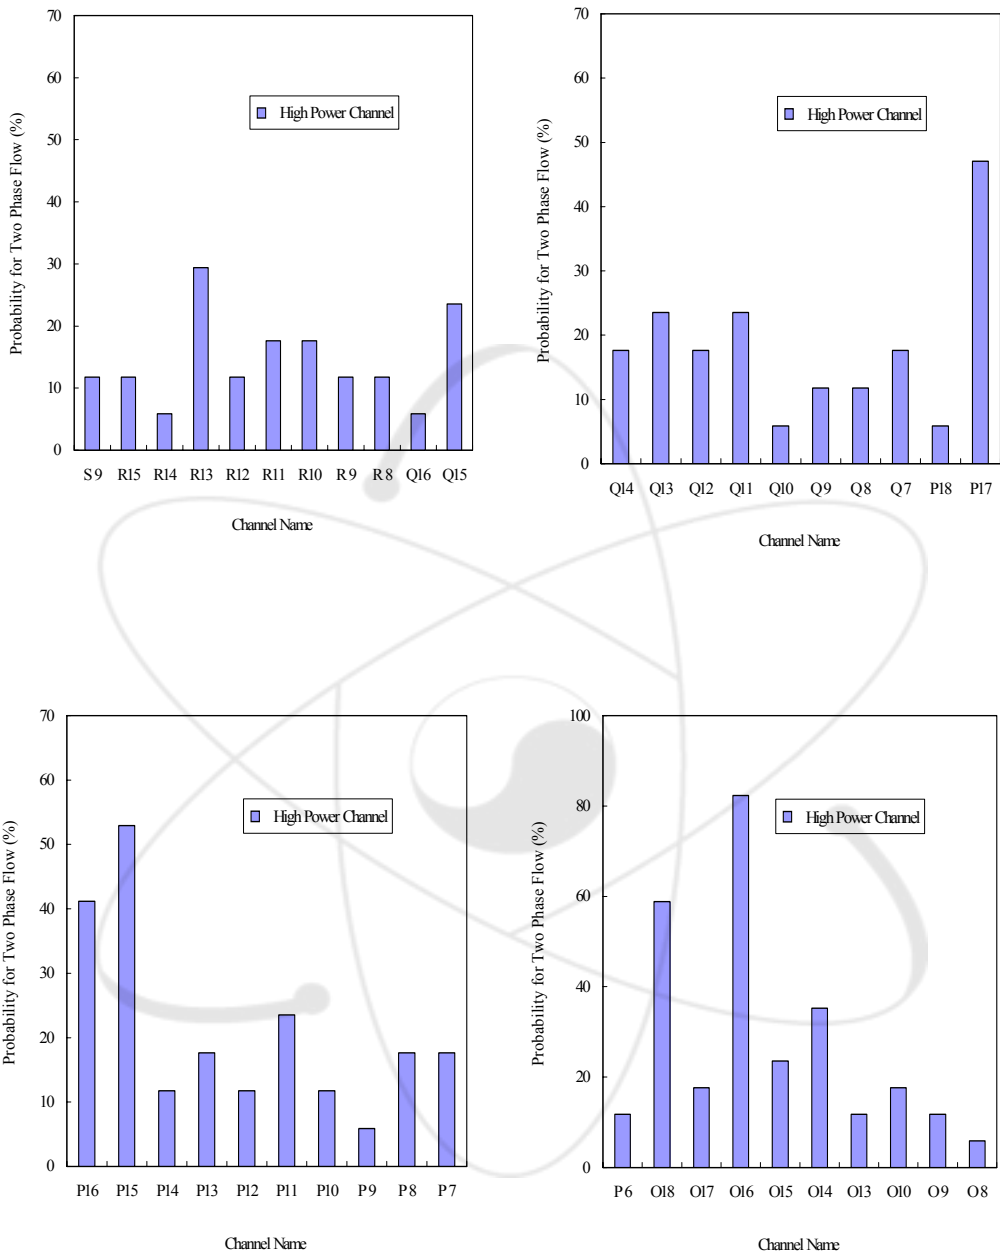 70
60
50
40
30
20
10
0
Probability for Two Phase Flow (%)
High Power Channel
S9 R15 R14 R13 R12 R11 R10 R9 R8 Q16 Q15
Channel Name
70
60
50
40
30
20
10
0
Probability for Two Phase Flow (%)
High Power Channel
Q14 Q13 Q12 Q11 Q10 Q9 Q8 Q7 P18 P17
Channel Name
70
60
50
40
30
20
10
0
Probability for Two Phase Flow (%)
High Power Channel
P16 P15 P14 P13 P12 P11 P10 P9 P8 P7
Channel Name
100
80
60
40
20
0
Probability for Two Phase Flow (%)
High Power Channel
P6 O18 O17 O16 O15 O14 O13 O10 O9 O8
Channel Name